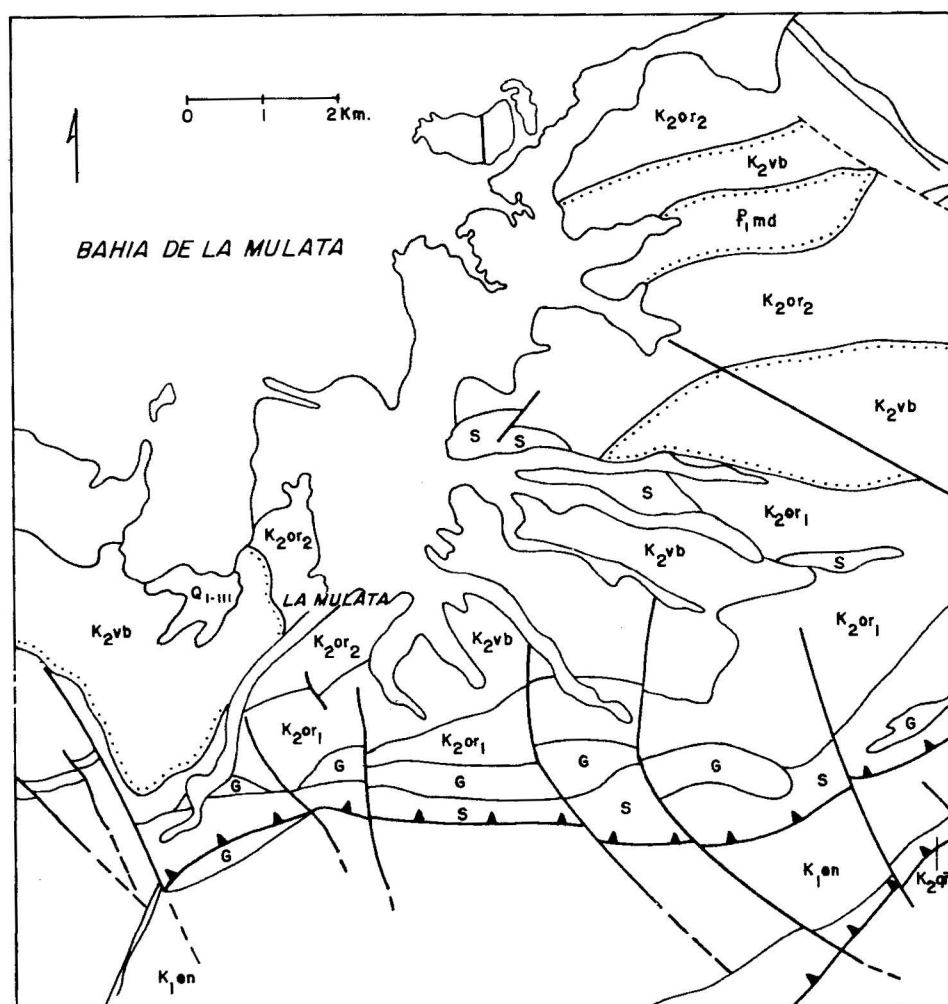 K2or2
0 1 2 Km.
K2vb
BAHIA DE LA MULATA
P1md
K2or2
K2vb
S S
S
K2or1
K2or2
K2vb
S
Q I-III
LA MULATA
K2vb
K2or2
K2vb
K2or1
K2or1
K2or1
G
G
G
G
G
G
S
S
S
G
K1en
K1en